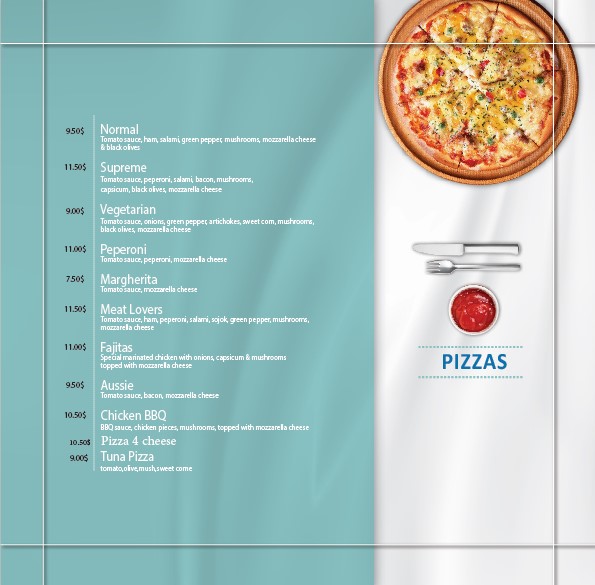 9.50$ Normal
Tomato sauce, ham, salami, green pepper, mushrooms, mozzarella cheese
& black olives
11.50$ Supreme
Tomato sauce, peperoni, salami, bacon, mushrooms,
capsicum, black olives, mozzarella cheese
9.00$ Vegetarian
Tomato sauce, onions, green pepper, artichokes, sweet corn, mushrooms,
black olives, mozzarella cheese
11.00$ Peperoni
Tomato sauce, peperoni, mozzarella cheese
7.50$ Margherita
Tomato sauce, mozzarella cheese
11.50$ Meat Lovers
Tomato sauce, ham, peperoni, salami, sojok, green pepper, mushrooms,
mozzarella cheese
11.00$ Fajitas
Special marinated chicken with onions, capsicum & mushrooms
topped with mozzarella cheese
9.50$ Aussie
Tomato sauce, bacon, mozzarella cheese
10.50$ Chicken BBQ
BBQ sauce, chicken pieces, mushrooms, topped with mozzarella cheese
10.50$ Pizza 4 cheese
9.00$ Tuna Pizza
tomato,olive,mush,sweet corne
PIZZAS